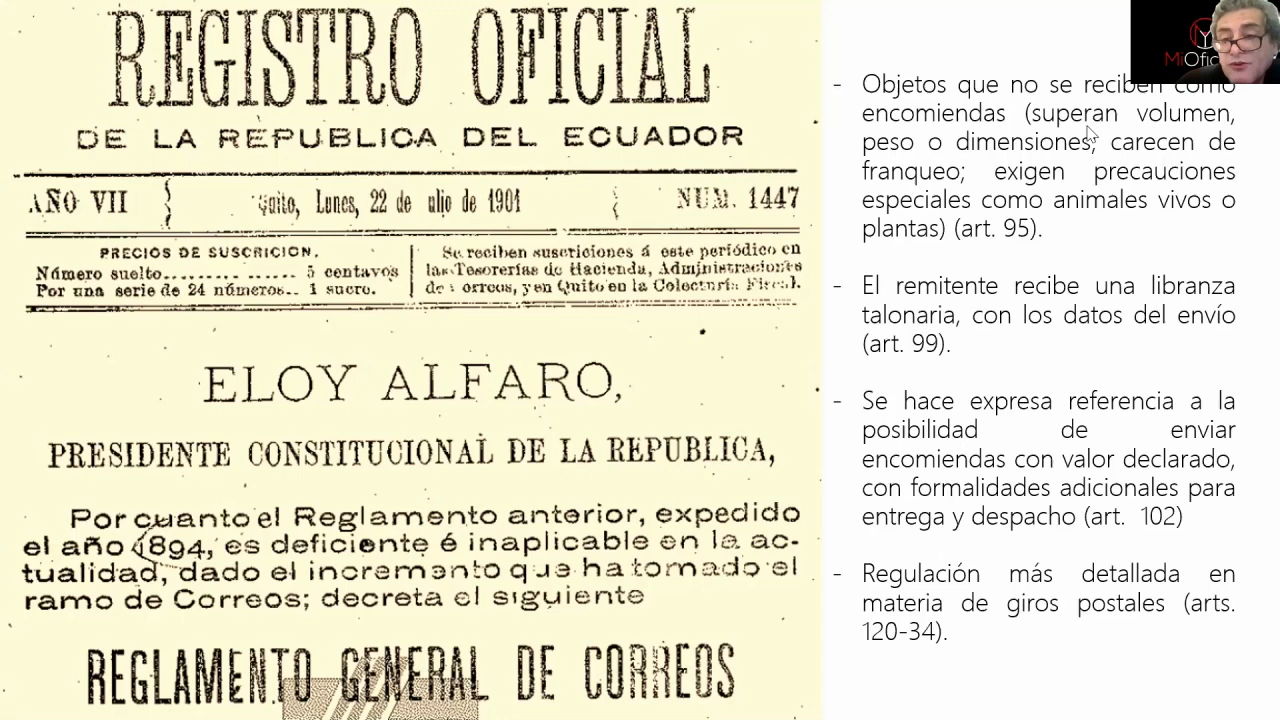 REGISTRO OFICIAL
DE LA REPUBLICA DEL ECUADOR
AÑO VII
Quito, Lunes, 22 de ulio de 1901
NUM. 1447
PRECIOS DE SUSCRICION.
Número suelto.............. 5 centavos
Por una serie de 24 números.. 1 sucre.
Se reciben suscriciones á este periódico en
las Tesorerías de Hacienda, Administraciones
de orreos, y en Quito en la Colecturía Fiscal.
ELOY ALFARO,
PRESIDENTE CONSTITUCIONAL DE LA REPUBLICA,
Por cuanto el Reglamento anterior, expedido
el año 1894, es deficiente é inaplicable en la ac-
tualidad, dado el incremento que ha tomado el
ramo de Correos; decreta el siguiente
REGLAMENTO GENERAL DE CORREOS
- Objetos que no se reciben como
encomiendas (superan volumen,
peso o dimensiones; carecen de
franqueo; exigen precauciones
especiales como animales vivos o
plantas) (art. 95).
- El remitente recibe una libranza
talonaria, con los datos del envío
(art. 99).
- Se hace expresa referencia a la
posibilidad de enviar
encomiendas con valor declarado,
con formalidades adicionales para
entrega y despacho (art. 102)
- Regulación más detallada en
materia de giros postales (arts.
120-34).